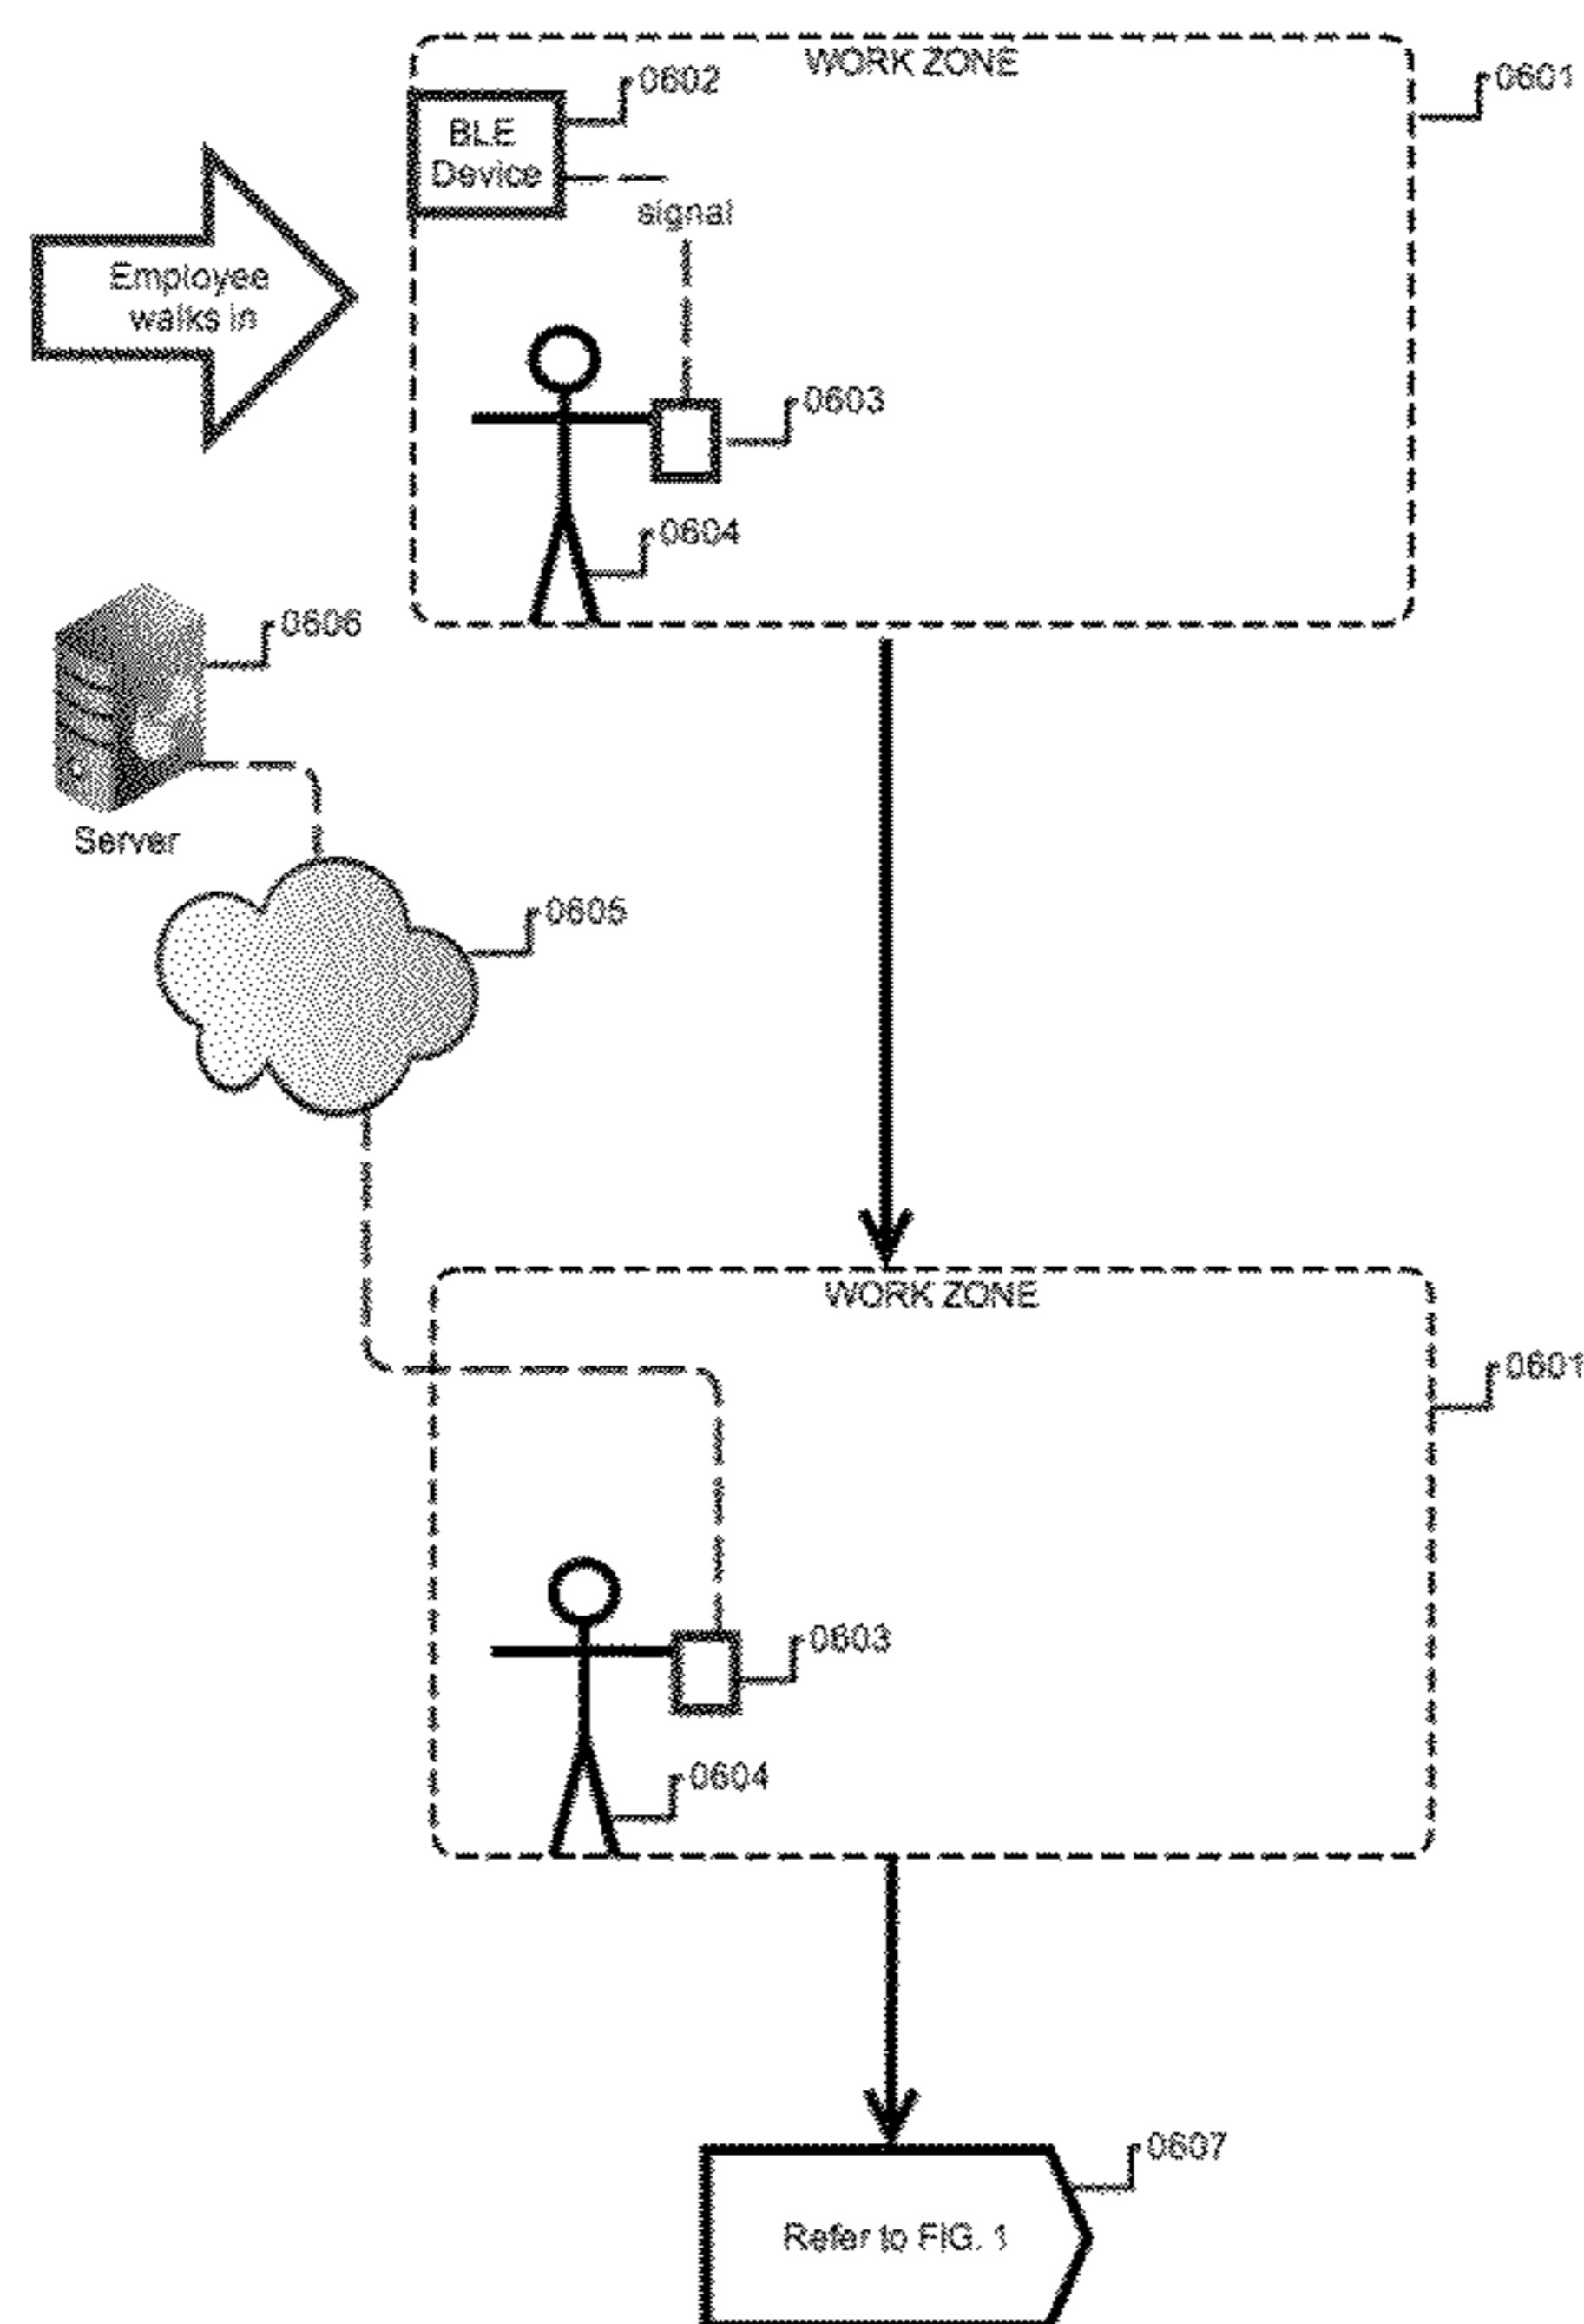 WORK ZONE
0601
0602
BLE
Device
signal
Employee
walks in
0603
0604
0606
Server
0605
WORK ZONE
0601
0603
0604
0607
Refer to FIG. 1